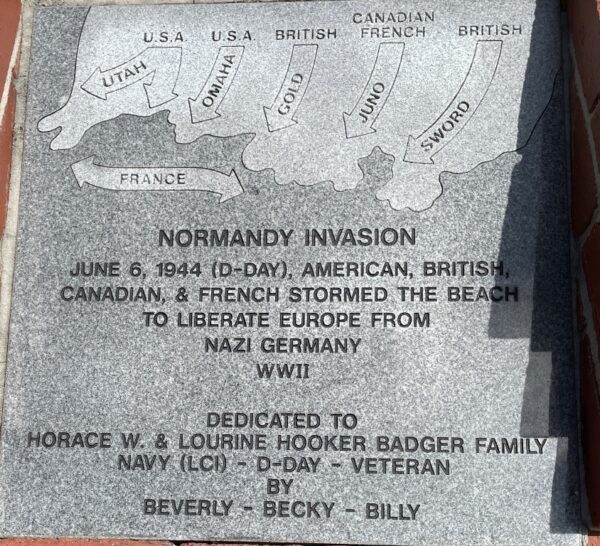 U.S.A. U.S.A. BRITISH CANADIAN FRENCH BRITISH
UTAH OMAHA GOLD JUNO SWORD
FRANCE
NORMANDY INVASION
JUNE 6, 1944 (D-DAY), AMERICAN, BRITISH,
CANADIAN, & FRENCH STORMED THE BEACH
TO LIBERATE EUROPE FROM
NAZI GERMANY
WWII
DEDICATED TO
HORACE W. & LOURINE HOOKER BADGER FAMILY
NAVY (LCI) - D-DAY - VETERAN
BY
BEVERLY - BECKY - BILLY